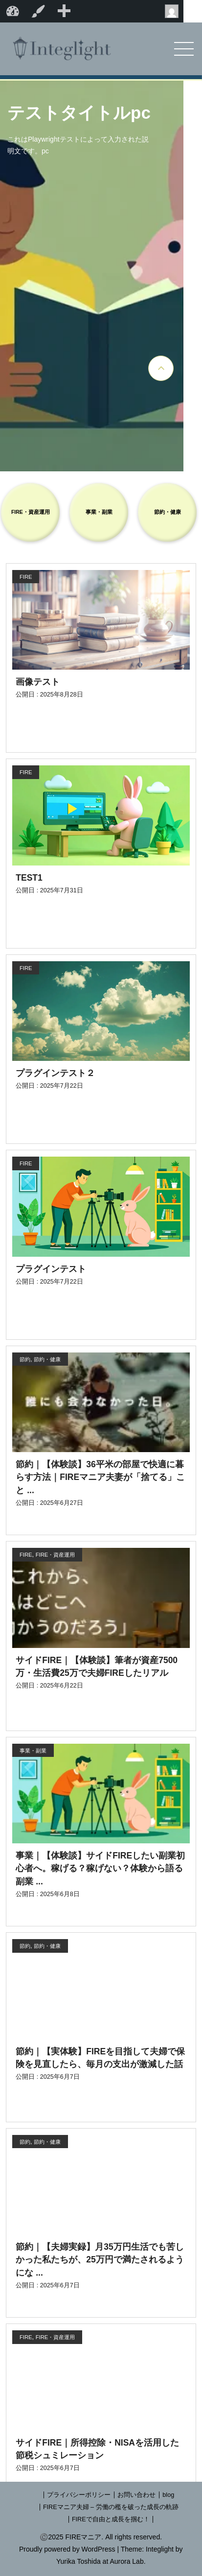 Integlight
テストタイトルpc
これはPlaywrightテストによって入力された説
明文です。pc
FIRE・資産運用
事業・副業
節約・健康
FIRE
画像テスト
公開日 : 2025年8月28日
FIRE
TEST1
公開日 : 2025年7月31日
FIRE
プラグインテスト２
公開日 : 2025年7月22日
FIRE
プラグインテスト
公開日 : 2025年7月22日
節約, 節約・健康
誰にも会わなかった日。
節約｜【体験談】36平米の部屋で快適に暮
らす方法｜FIREマニア夫妻が「捨てる」こ
と ...
公開日 : 2025年6月27日
FIRE, FIRE・資産運用
これから、
はどこへ
向かうのだろう」
サイドFIRE｜【体験談】筆者が資産7500
万・生活費25万で夫婦FIREしたリアル
公開日 : 2025年6月22日
事業・副業
事業｜【体験談】サイドFIREしたい副業初
心者へ。稼げる？稼げない？体験から語る
副業 ...
公開日 : 2025年6月8日
節約, 節約・健康
節約｜【実体験】FIREを目指して夫婦で保
険を見直したら、毎月の支出が激減した話
公開日 : 2025年6月7日
節約, 節約・健康
節約｜【夫婦実録】月35万円生活でも苦し
かった私たちが、25万円で満たされるよう
にな ...
公開日 : 2025年6月7日
FIRE, FIRE・資産運用
サイドFIRE｜所得控除・NISAを活用した
節税シュミレーション
公開日 : 2025年6月7日
| プライバシーポリシー | お問い合わせ | blog
| FIREマニア夫婦 – 労働の檻を破った成長の軌跡
| FIREで自由と成長を掴む！ |
Ⓒ2025 FIREマニア. All rights reserved.
Proudly powered by WordPress | Theme: Integlight by
Yurika Toshida at Aurora Lab.